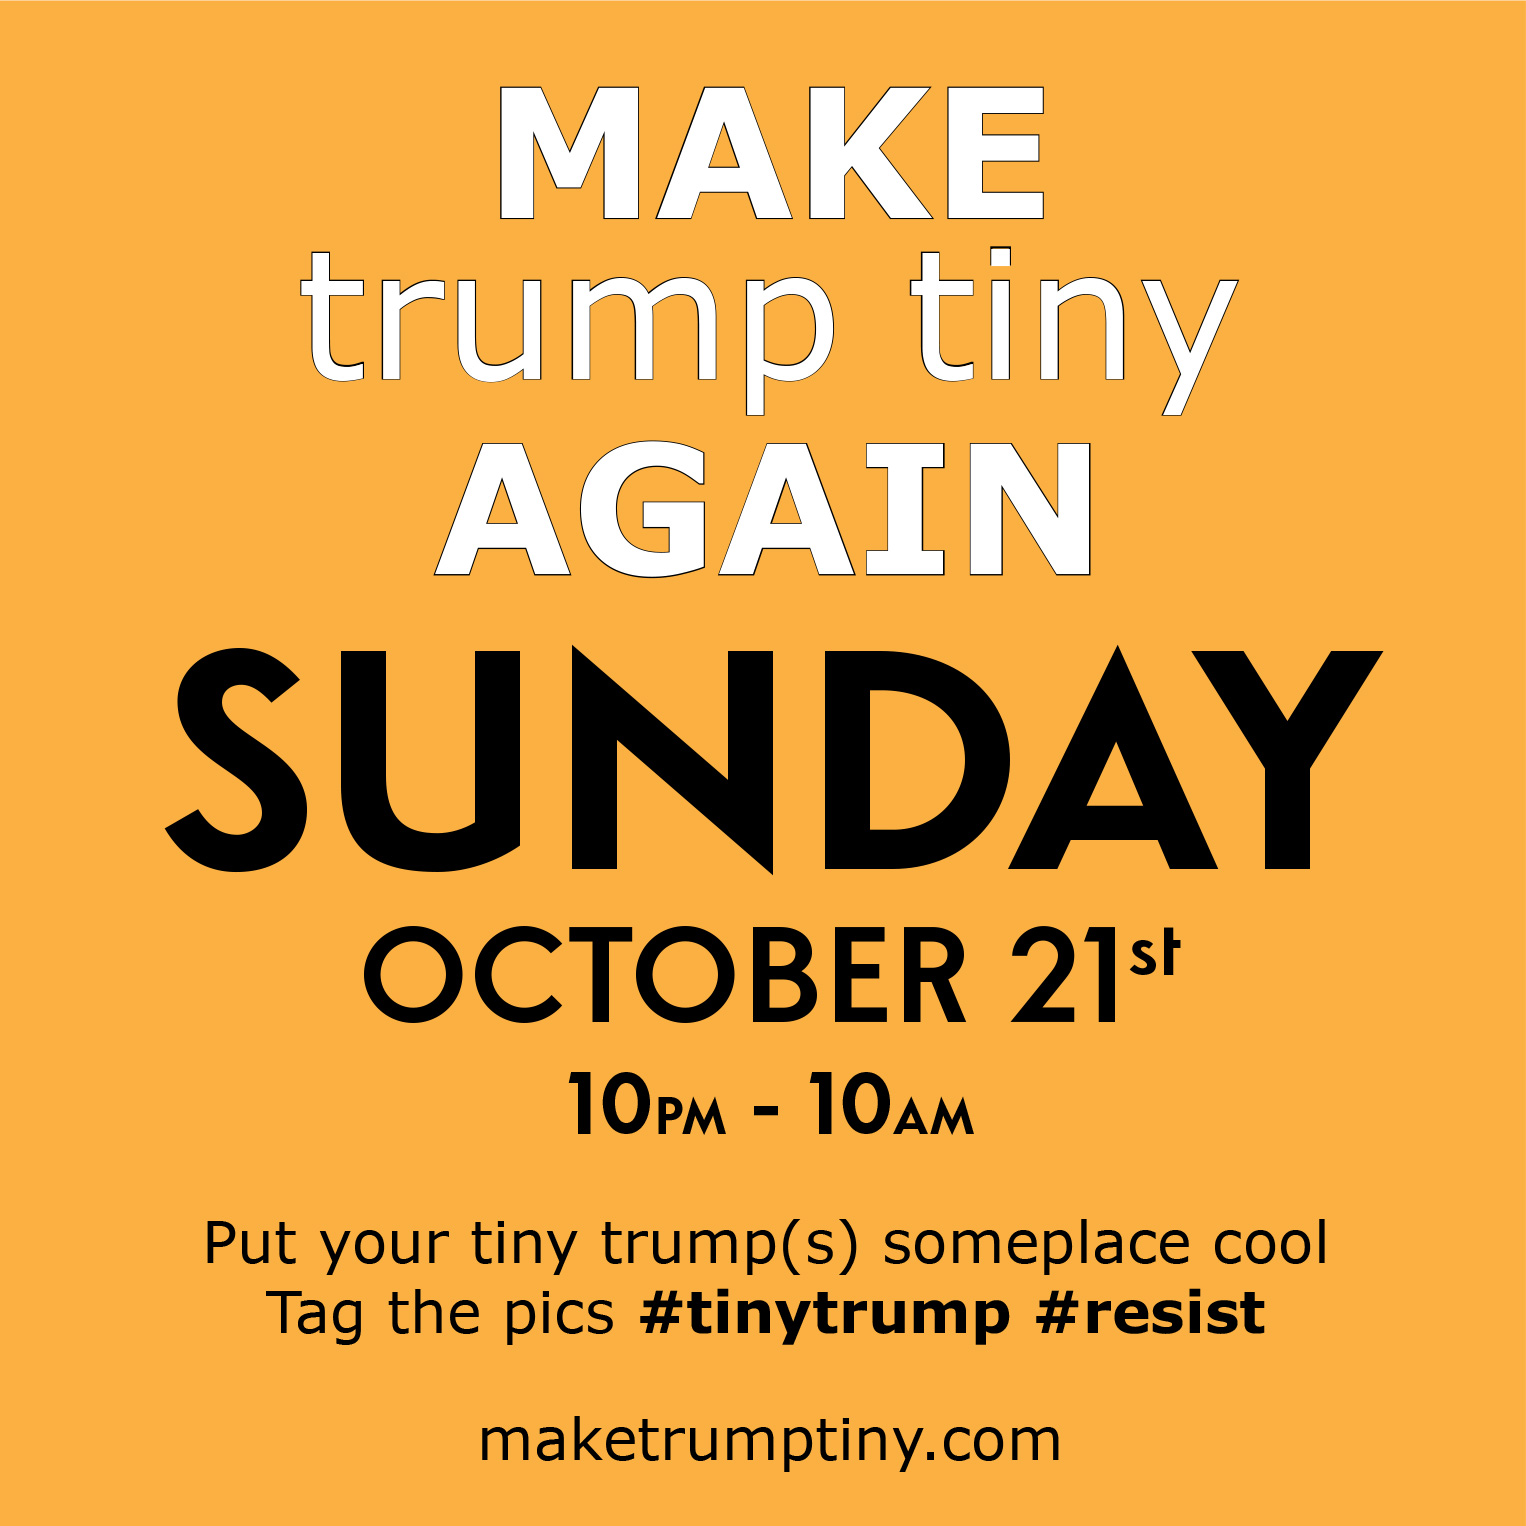 MAKE
trump tiny
AGAIN
SUNDAY
OCTOBER 21st
10PM - 10AM
Put your tiny trump(s) someplace cool
Tag the pics #tinytrump #resist
maketrumptiny.com